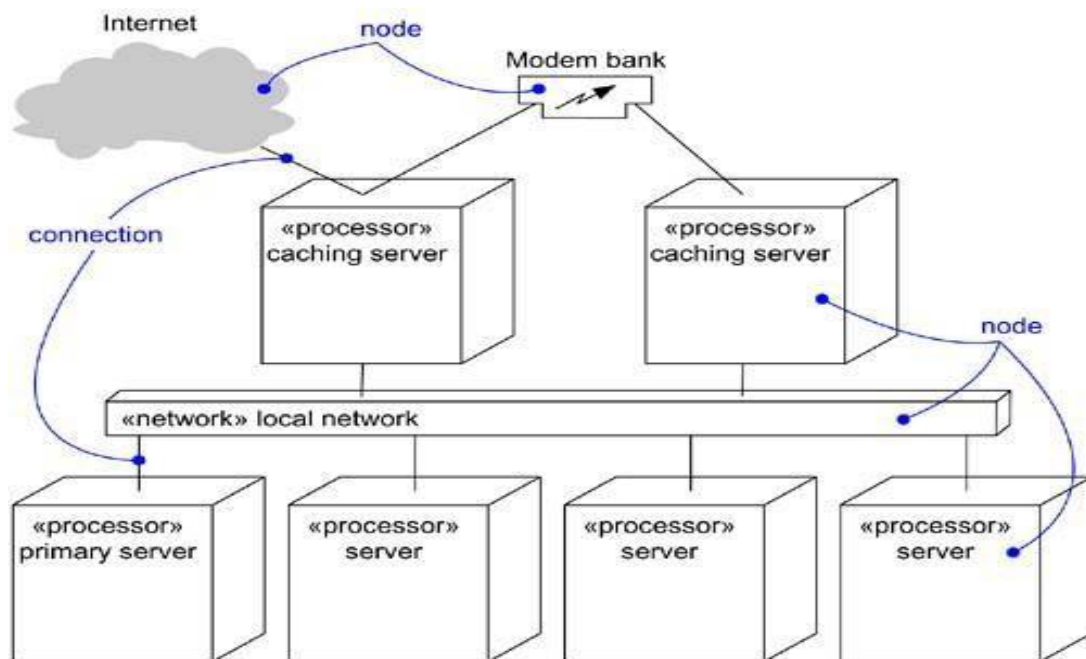 Internet
node
Modem bank
«processor»
caching server
«processor»
caching server
connection
node
«network» local network
«processor»
primary server
«processor»
server
«processor»
server
«processor»
server